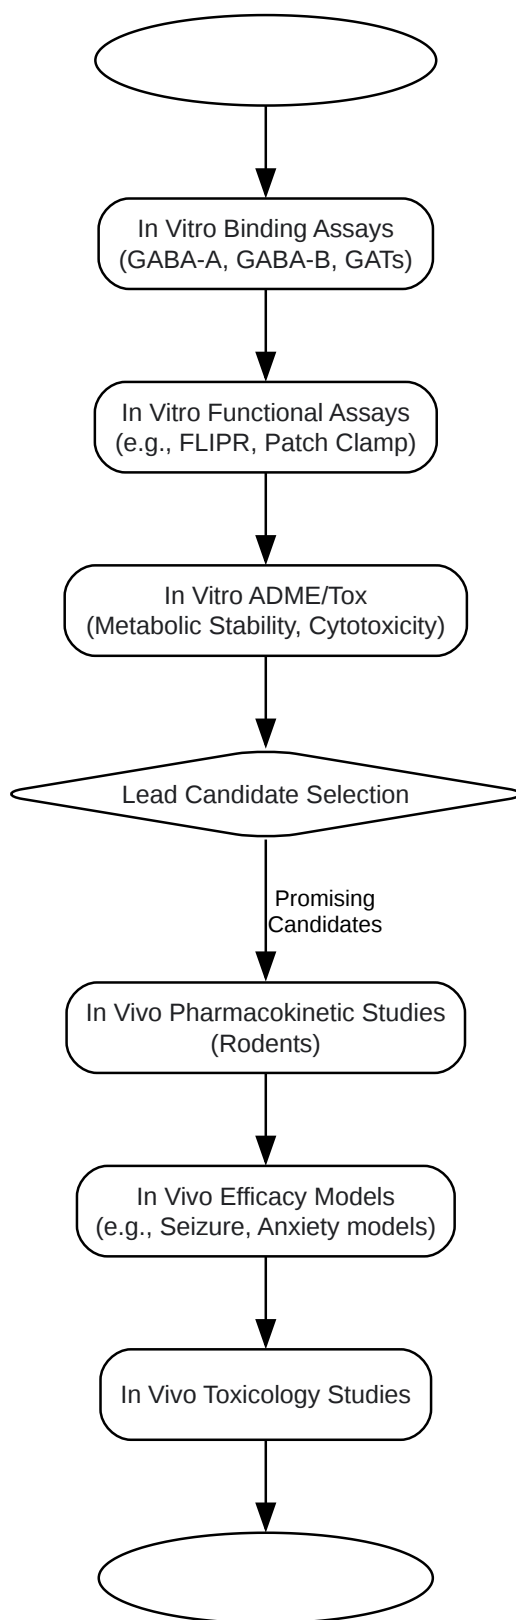 In Vitro Binding Assays
(GABA-A, GABA-B, GATs)
In Vitro Functional Assays
(e.g., FLIPR, Patch Clamp)
In Vitro ADME/Tox
(Metabolic Stability, Cytotoxicity)
Lead Candidate Selection
Promising
Candidates
In Vivo Pharmacokinetic Studies
(Rodents)
In Vivo Efficacy Models
(e.g., Seizure, Anxiety models)
In Vivo Toxicology Studies